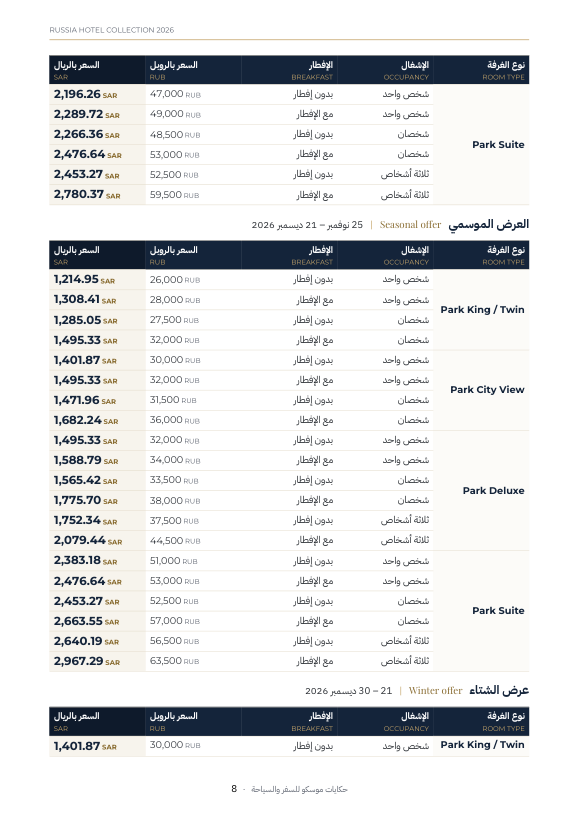 RUSSIA HOTEL COLLECTION 2026
نوع الغرفة الإشغال الإفطار السعر بالروبل السعر بالريال
ROOM TYPE OCCUPANCY BREAKFAST RUB SAR
Park Suite
شخص واحد بدون إفطار 47,000 RUB 2,196.26 SAR
شخص واحد مع الإفطار 49,000 RUB 2,289.72 SAR
شخصان بدون إفطار 48,500 RUB 2,266.36 SAR
شخصان مع الإفطار 53,000 RUB 2,476.64 SAR
ثلاثة أشخاص بدون إفطار 52,500 RUB 2,453.27 SAR
ثلاثة أشخاص مع الإفطار 59,500 RUB 2,780.37 SAR
العرض الموسمي Seasonal offer | 25 نوفمبر – 21 ديسمبر 2026
نوع الغرفة الإشغال الإفطار السعر بالروبل السعر بالريال
ROOM TYPE OCCUPANCY BREAKFAST RUB SAR
Park King / Twin
شخص واحد بدون إفطار 26,000 RUB 1,214.95 SAR
شخص واحد مع الإفطار 28,000 RUB 1,308.41 SAR
شخصان بدون إفطار 27,500 RUB 1,285.05 SAR
شخصان مع الإفطار 32,000 RUB 1,495.33 SAR
Park City View
شخص واحد بدون إفطار 30,000 RUB 1,401.87 SAR
شخص واحد مع الإفطار 32,000 RUB 1,495.33 SAR
شخصان بدون إفطار 31,500 RUB 1,471.96 SAR
شخصان مع الإفطار 36,000 RUB 1,682.24 SAR
Park Deluxe
شخص واحد بدون إفطار 32,000 RUB 1,495.33 SAR
شخص واحد مع الإفطار 34,000 RUB 1,588.79 SAR
شخصان بدون إفطار 33,500 RUB 1,565.42 SAR
شخصان مع الإفطار 38,000 RUB 1,775.70 SAR
ثلاثة أشخاص بدون إفطار 37,500 RUB 1,752.34 SAR
ثلاثة أشخاص مع الإفطار 44,500 RUB 2,079.44 SAR
Park Suite
شخص واحد بدون إفطار 51,000 RUB 2,383.18 SAR
شخص واحد مع الإفطار 53,000 RUB 2,476.64 SAR
شخصان بدون إفطار 52,500 RUB 2,453.27 SAR
شخصان مع الإفطار 57,000 RUB 2,663.55 SAR
ثلاثة أشخاص بدون إفطار 56,500 RUB 2,640.19 SAR
ثلاثة أشخاص مع الإفطار 63,500 RUB 2,967.29 SAR
عرض الشتاء Winter offer | 21 – 30 ديسمبر 2026
نوع الغرفة الإشغال الإفطار السعر بالروبل السعر بالريال
ROOM TYPE OCCUPANCY BREAKFAST RUB SAR
Park King / Twin شخص واحد بدون إفطار 30,000 RUB 1,401.87 SAR
حكايات موسكو للسفر والسياحة - 8